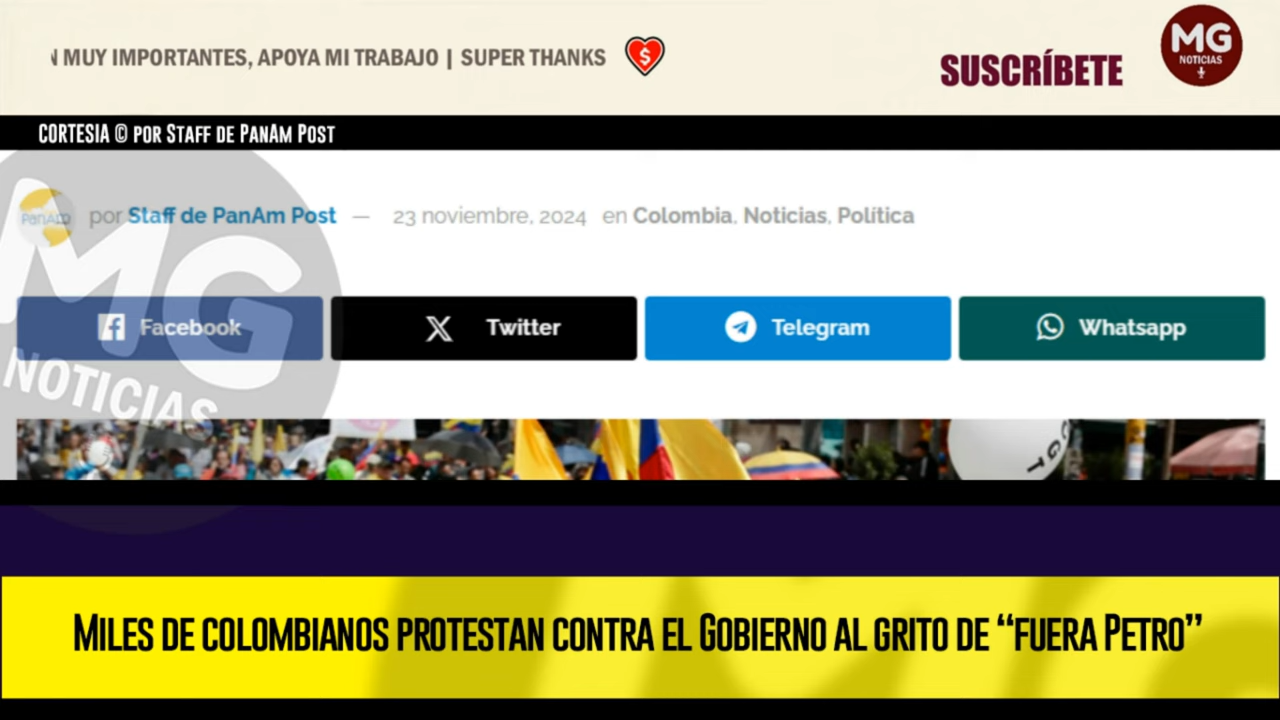 MUY IMPORTANTES, APOYA MI TRABAJO | SUPER THANKS
$
SUSCRÍBETE
MG
NOTICIAS
CORTESIA © POR STAFF DE PANAM POST
PanAm
por Staff de PanAm Post — 23 noviembre, 2024 en Colombia, Noticias, Política
MG
NOTICIAS
Facebook
Twitter
Telegram
Whatsapp
MILES DE COLOMBIANOS PROTESTAN CONTRA EL GOBIERNO AL GRITO DE “FUERA PETRO”